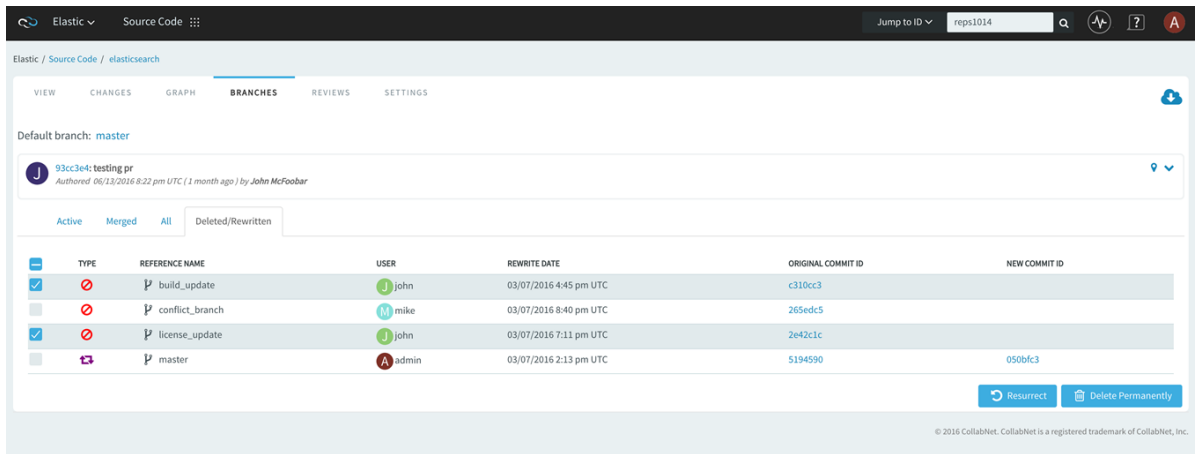 Elastic Source Code Jump to ID reps1014 ? A
Elastic / Source Code / elasticsearch
VIEW CHANGES GRAPH BRANCHES REVIEWS SETTINGS
Default branch: master
J 93cc3e4: testing pr
Authored 06/13/2016 8:22 pm UTC ( 1 month ago ) by John McFoobar
Active Merged All Deleted/Rewritten
TYPE REFERENCE NAME USER REWRITE DATE ORIGINAL COMMIT ID NEW COMMIT ID
build_update J john 03/07/2016 4:45 pm UTC c310cc3
conflict_branch M mike 03/07/2016 8:40 pm UTC 265edc5
license_update J john 03/07/2016 7:11 pm UTC 2e42c1c
master A admin 03/07/2016 2:13 pm UTC 5194590 050bfc3
Resurrect Delete Permanently
© 2016 CollabNet. CollabNet is a registered trademark of CollabNet, Inc.